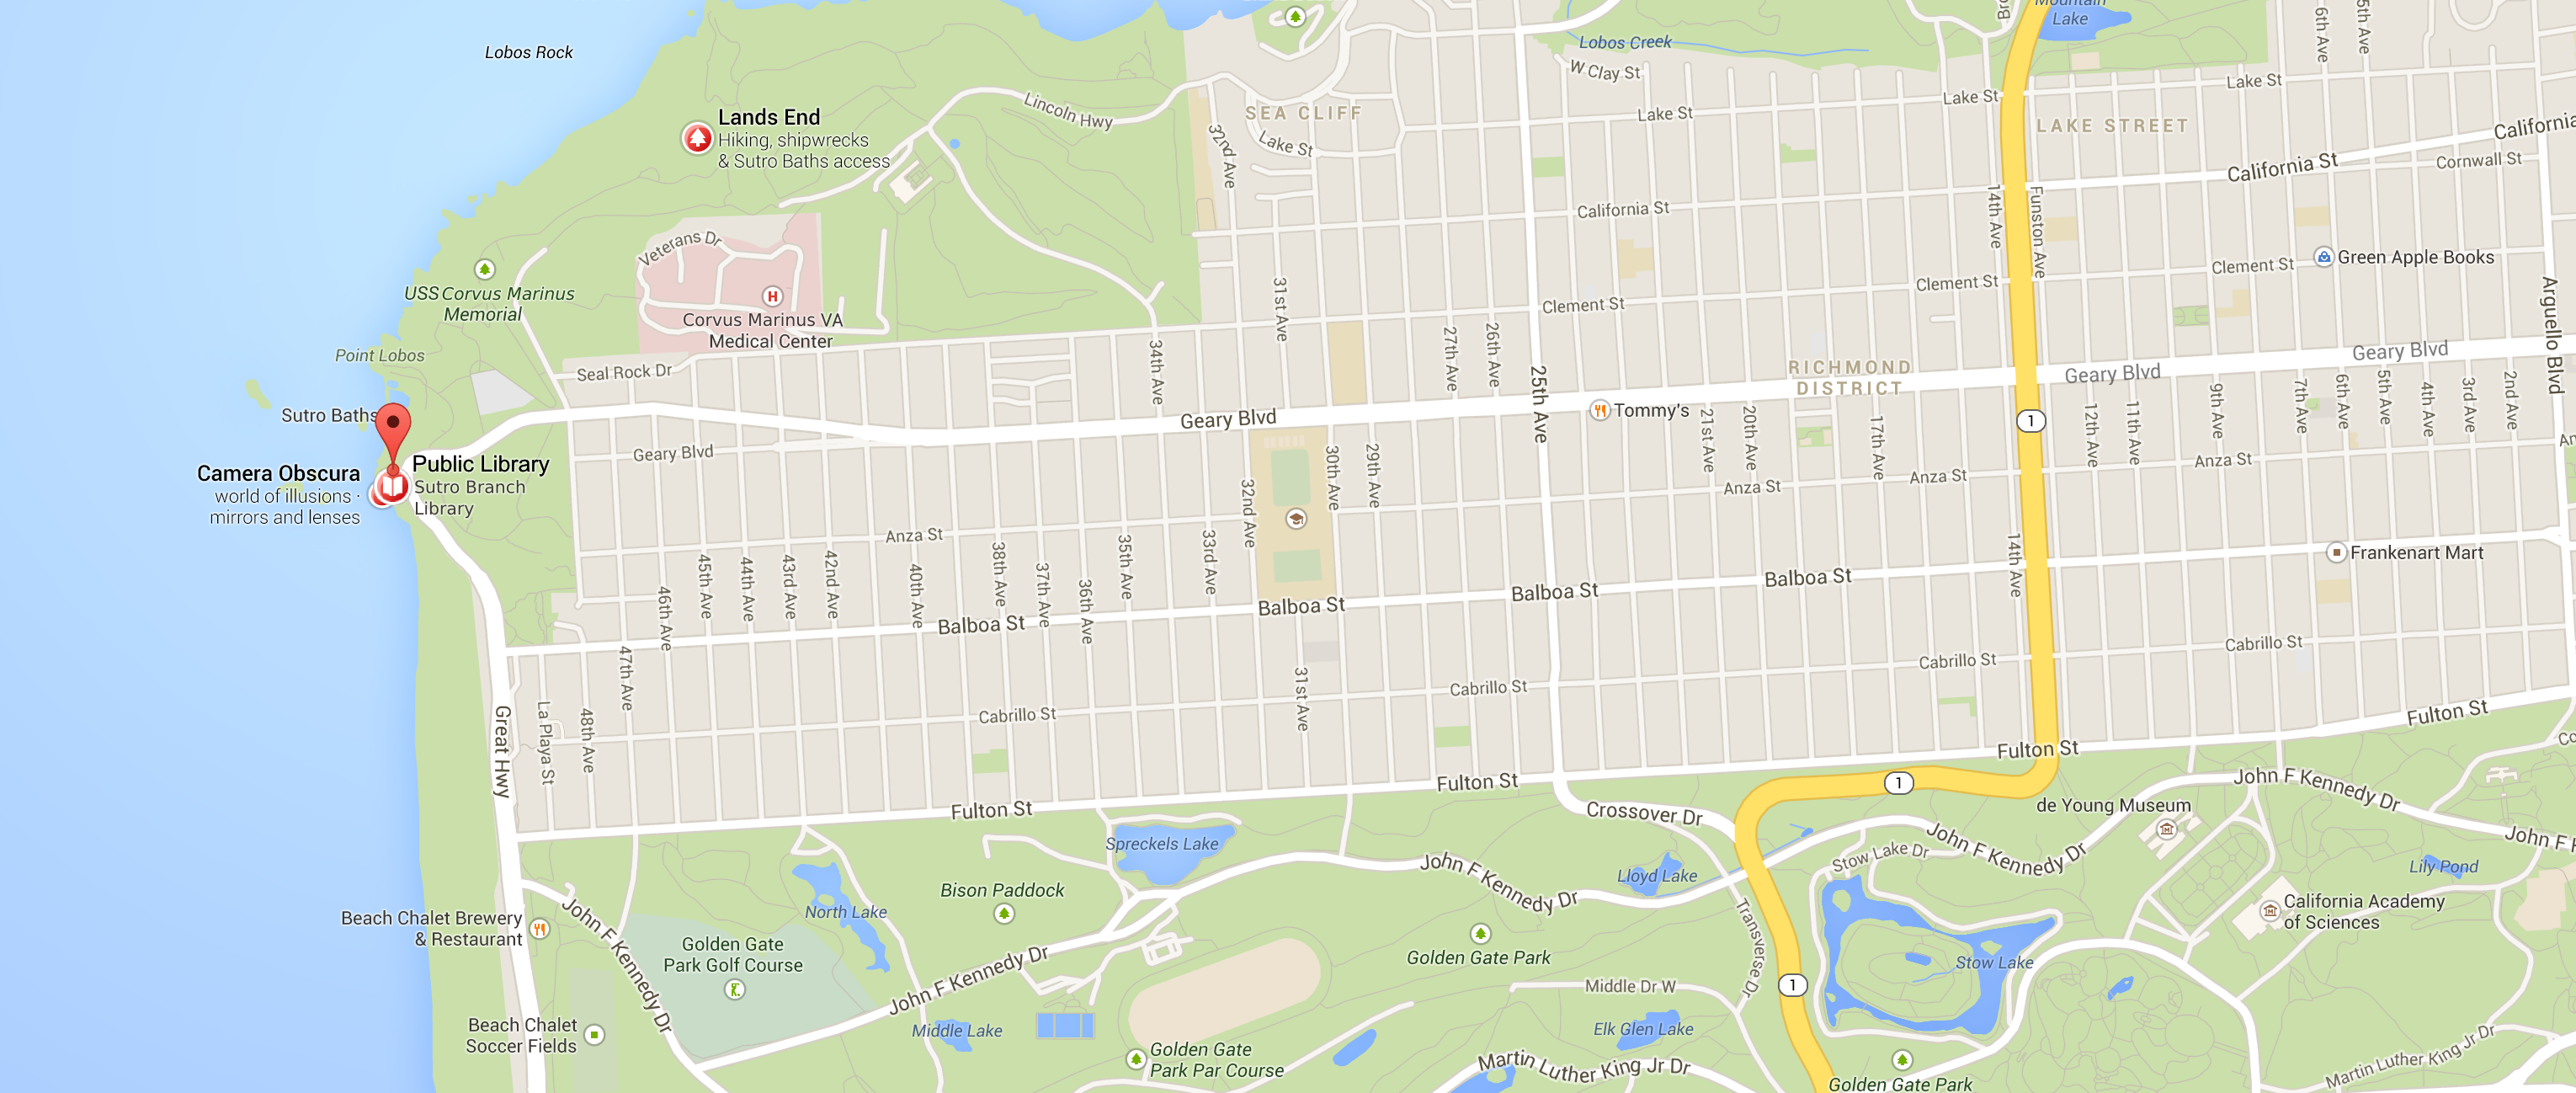 Mountain
Lake
Lobos Rock
Lobos Creek
W Clay St
6th Ave
5th Ave
Lake St
Lake St
Lake St
Lake St
Lincoln Hwy
SEA CLIFF
LAKE STREET
California
Lands End
Hiking, shipwrecks
& Sutro Baths access
32nd Ave
California St
Cornwall St
California St
14th Ave
Funston Ave
Veterans Dr
USS Corvus Marinus
Memorial
Corvus Marinus VA
Medical Center
31st Ave
Clement St
Clement St
Clement St
Green Apple Books
Arguello Blvd
Point Lobos
Seal Rock Dr
34th Ave
27th Ave
26th Ave
25th Ave
RICHMOND
DISTRICT
Geary Blvd
Geary Blvd
Geary Blvd
Geary Blvd
Tommy's
21st Ave
20th Ave
17th Ave
1
12th Ave
11th Ave
9th Ave
7th Ave
6th Ave
5th Ave
4th Ave
3rd Ave
2nd Ave
Sutro Baths
Camera Obscura
world of illusions ·
mirrors and lenses
Public Library
Sutro Branch
Library
32nd Ave
30th Ave
29th Ave
Anza St
Anza St
Anza St
Anza St
46th Ave
45th Ave
44th Ave
43rd Ave
42nd Ave
40th Ave
38th Ave
37th Ave
36th Ave
35th Ave
33rd Ave
14th Ave
Frankenart Mart
Balboa St
Balboa St
Balboa St
Balboa St
47th Ave
31st Ave
Cabrillo St
Cabrillo St
Cabrillo St
Cabrillo St
Great Hwy
La Playa St
48th Ave
Fulton St
Fulton St
Fulton St
Fulton St
Crossover Dr
1
John F Kennedy Dr
de Young Museum
John F Kennedy Dr
Stow Lake Dr
Spreckels Lake
Lloyd Lake
Lily Pond
Bison Paddock
North Lake
John F Kennedy Dr
Transverse Dr
California Academy
of Sciences
Beach Chalet Brewery
& Restaurant
John F Kennedy Dr
Golden Gate
Park Golf Course
John F Kennedy Dr
Golden Gate Park
Stow Lake
Middle Dr W
1
Beach Chalet
Soccer Fields
Middle Lake
Elk Glen Lake
Golden Gate
Park Par Course
Martin Luther King Jr Dr
Golden Gate Park
Martin Luther King Jr Dr